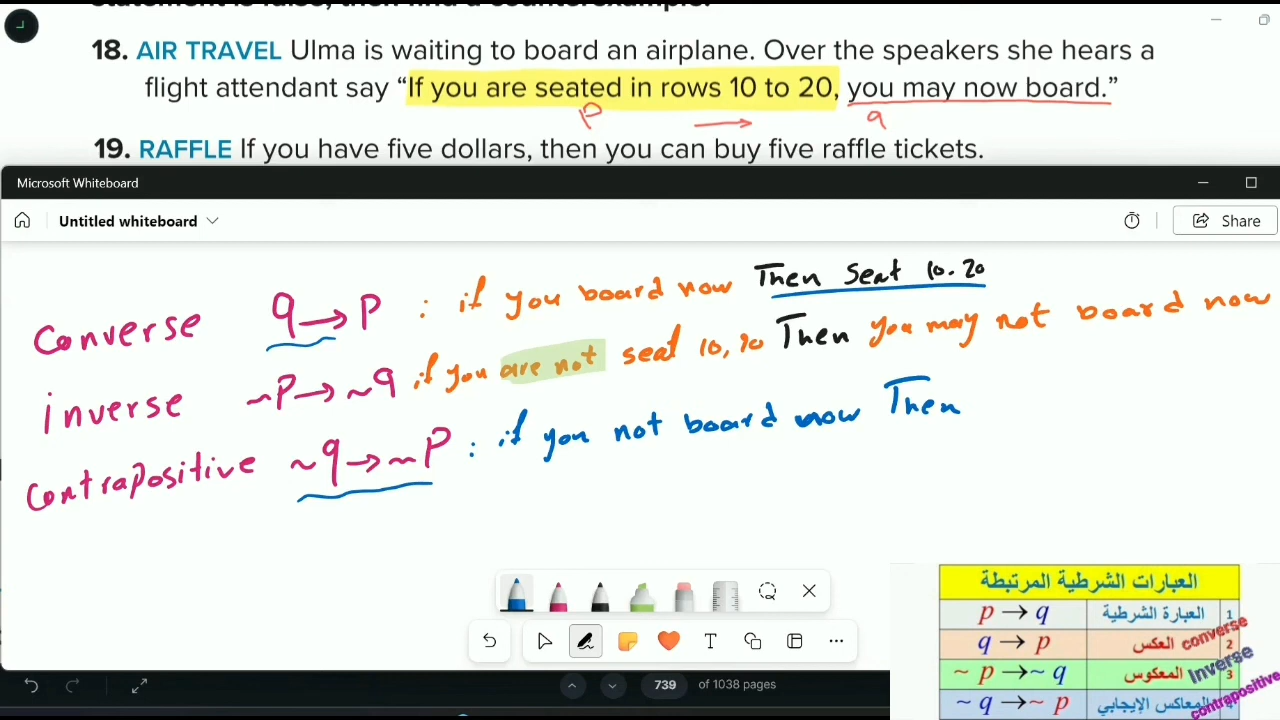 18. AIR TRAVEL Ulma is waiting to board an airplane. Over the speakers she hears a
flight attendant say “If you are seated in rows 10 to 20, you may now board.”
p → q
19. RAFFLE If you have five dollars, then you can buy five raffle tickets.
Microsoft Whiteboard
Untitled whiteboard
Share
Converse q → p : if you board now Then Seat 10.20
inverse ~p → ~q if you are not seat 10,20 Then you may not board now
contrapositive ~q → ~p : if you not board now Then
العبارات الشرطية المرتبطة
p → q العبارة الشرطية 1
q → p العكس converse 2
~ p → ~ q المعكوس Inverse 3
~ q → ~ p المعاكس الإيجابي contrapositive
739 of 1038 pages